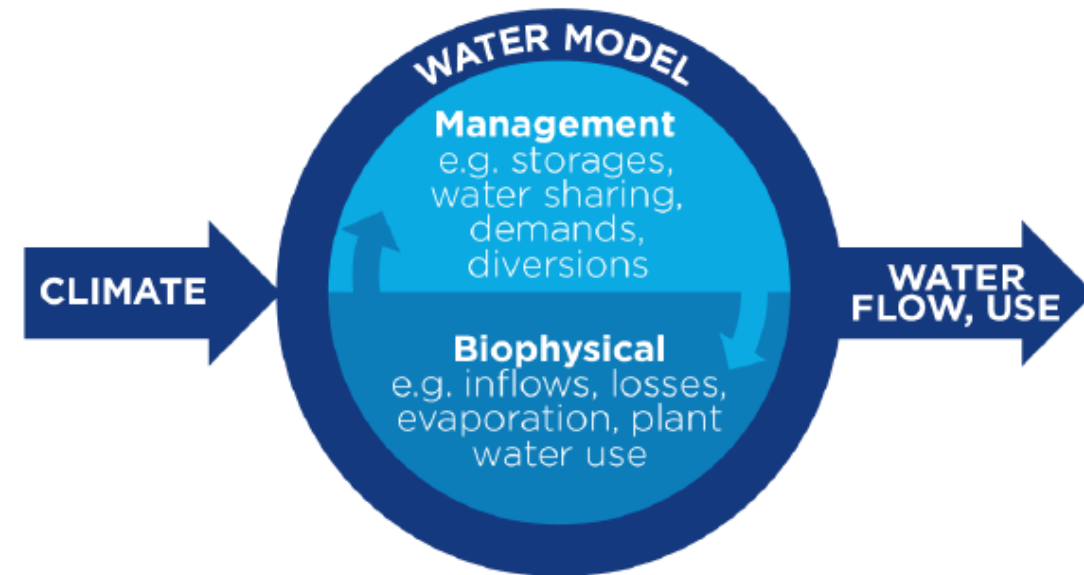 WATER MODEL
Management
e.g. storages,
water sharing,
demands,
diversions
CLIMATE
WATER
FLOW, USE
Biophysical
e.g. inflows, losses,
evaporation, plant
water use